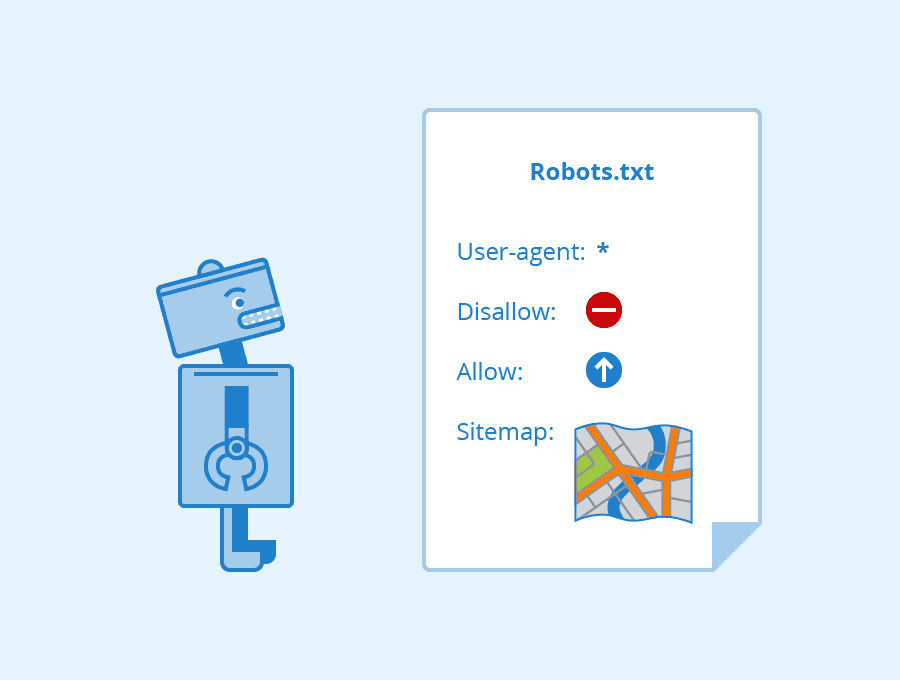 Robots.txt
User-agent: *
Disallow:
Allow:
Sitemap: